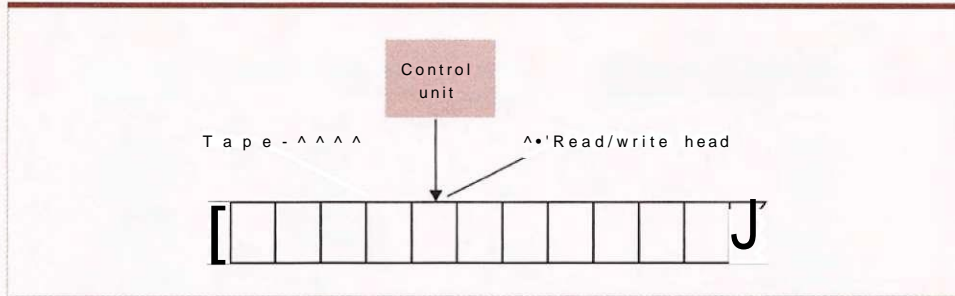 Control
unit
Tape-^^^^ ^•'Read/write head
[ J'